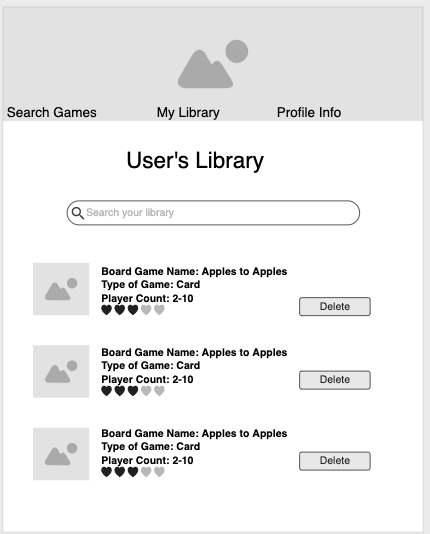 Search Games My Library Profile Info
User's Library
Search your library
Board Game Name: Apples to Apples
Type of Game: Card
Player Count: 2-10
Delete
Board Game Name: Apples to Apples
Type of Game: Card
Player Count: 2-10
Delete
Board Game Name: Apples to Apples
Type of Game: Card
Player Count: 2-10
Delete